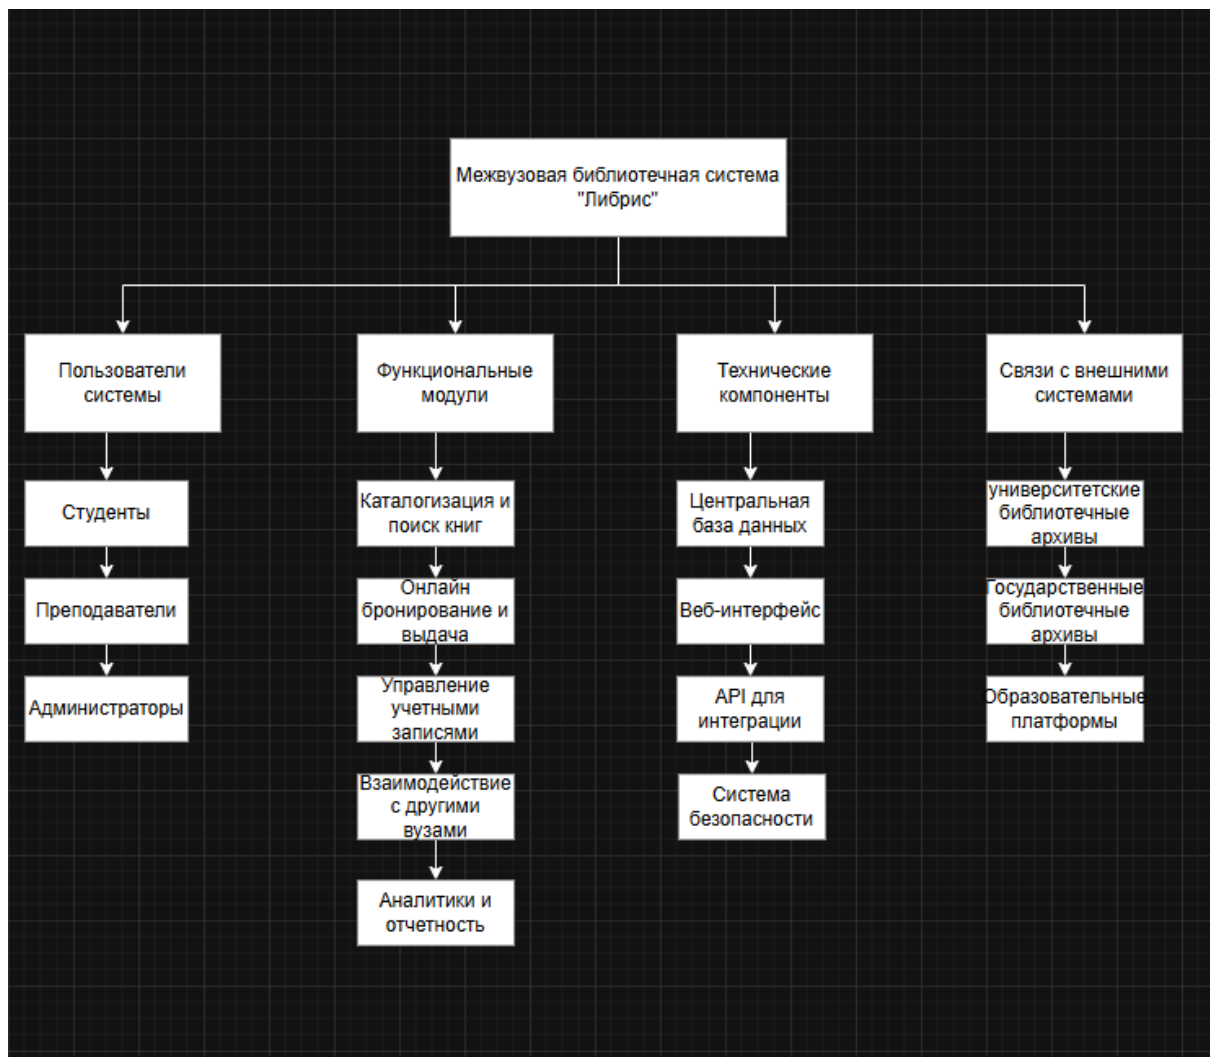 Межвузовая библиотечная система
"Либрис"
Пользователи
системы
Функциональные
модули
Технические
компоненты
Связи с внешними
системами
Студенты
Преподаватели
Администраторы
Каталогизация и
поиск книг
Онлайн
бронирование и
выдача
Управление
учетными
записями
Взаимодействие
с другими
вузами
Аналитики и
отчетность
Центральная
база данных
Веб-интерфейс
API для
интеграции
Система
безопасности
университетские
библиотечные
архивы
Государственные
библиотечные
архивы
Образовательные
платформы